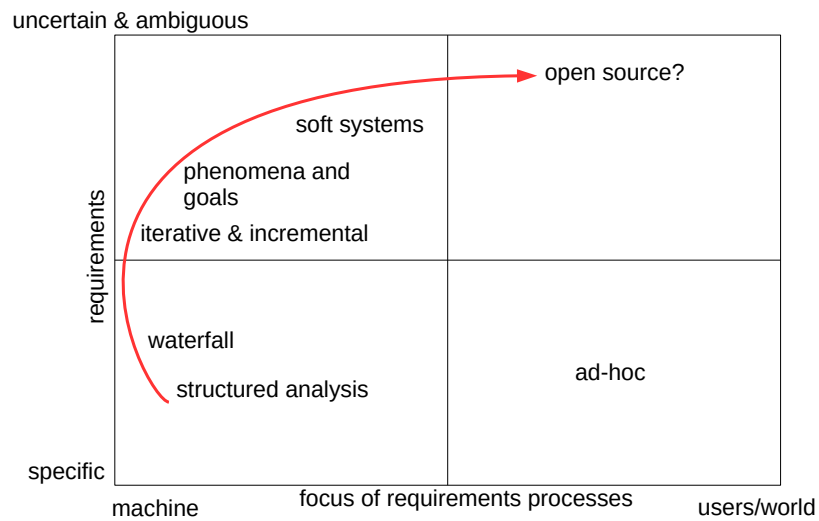 uncertain & ambiguous
open source?
soft systems
phenomena and
goals
iterative & incremental
requirements
waterfall
ad-hoc
structured analysis
specific
machine
focus of requirements processes
users/world